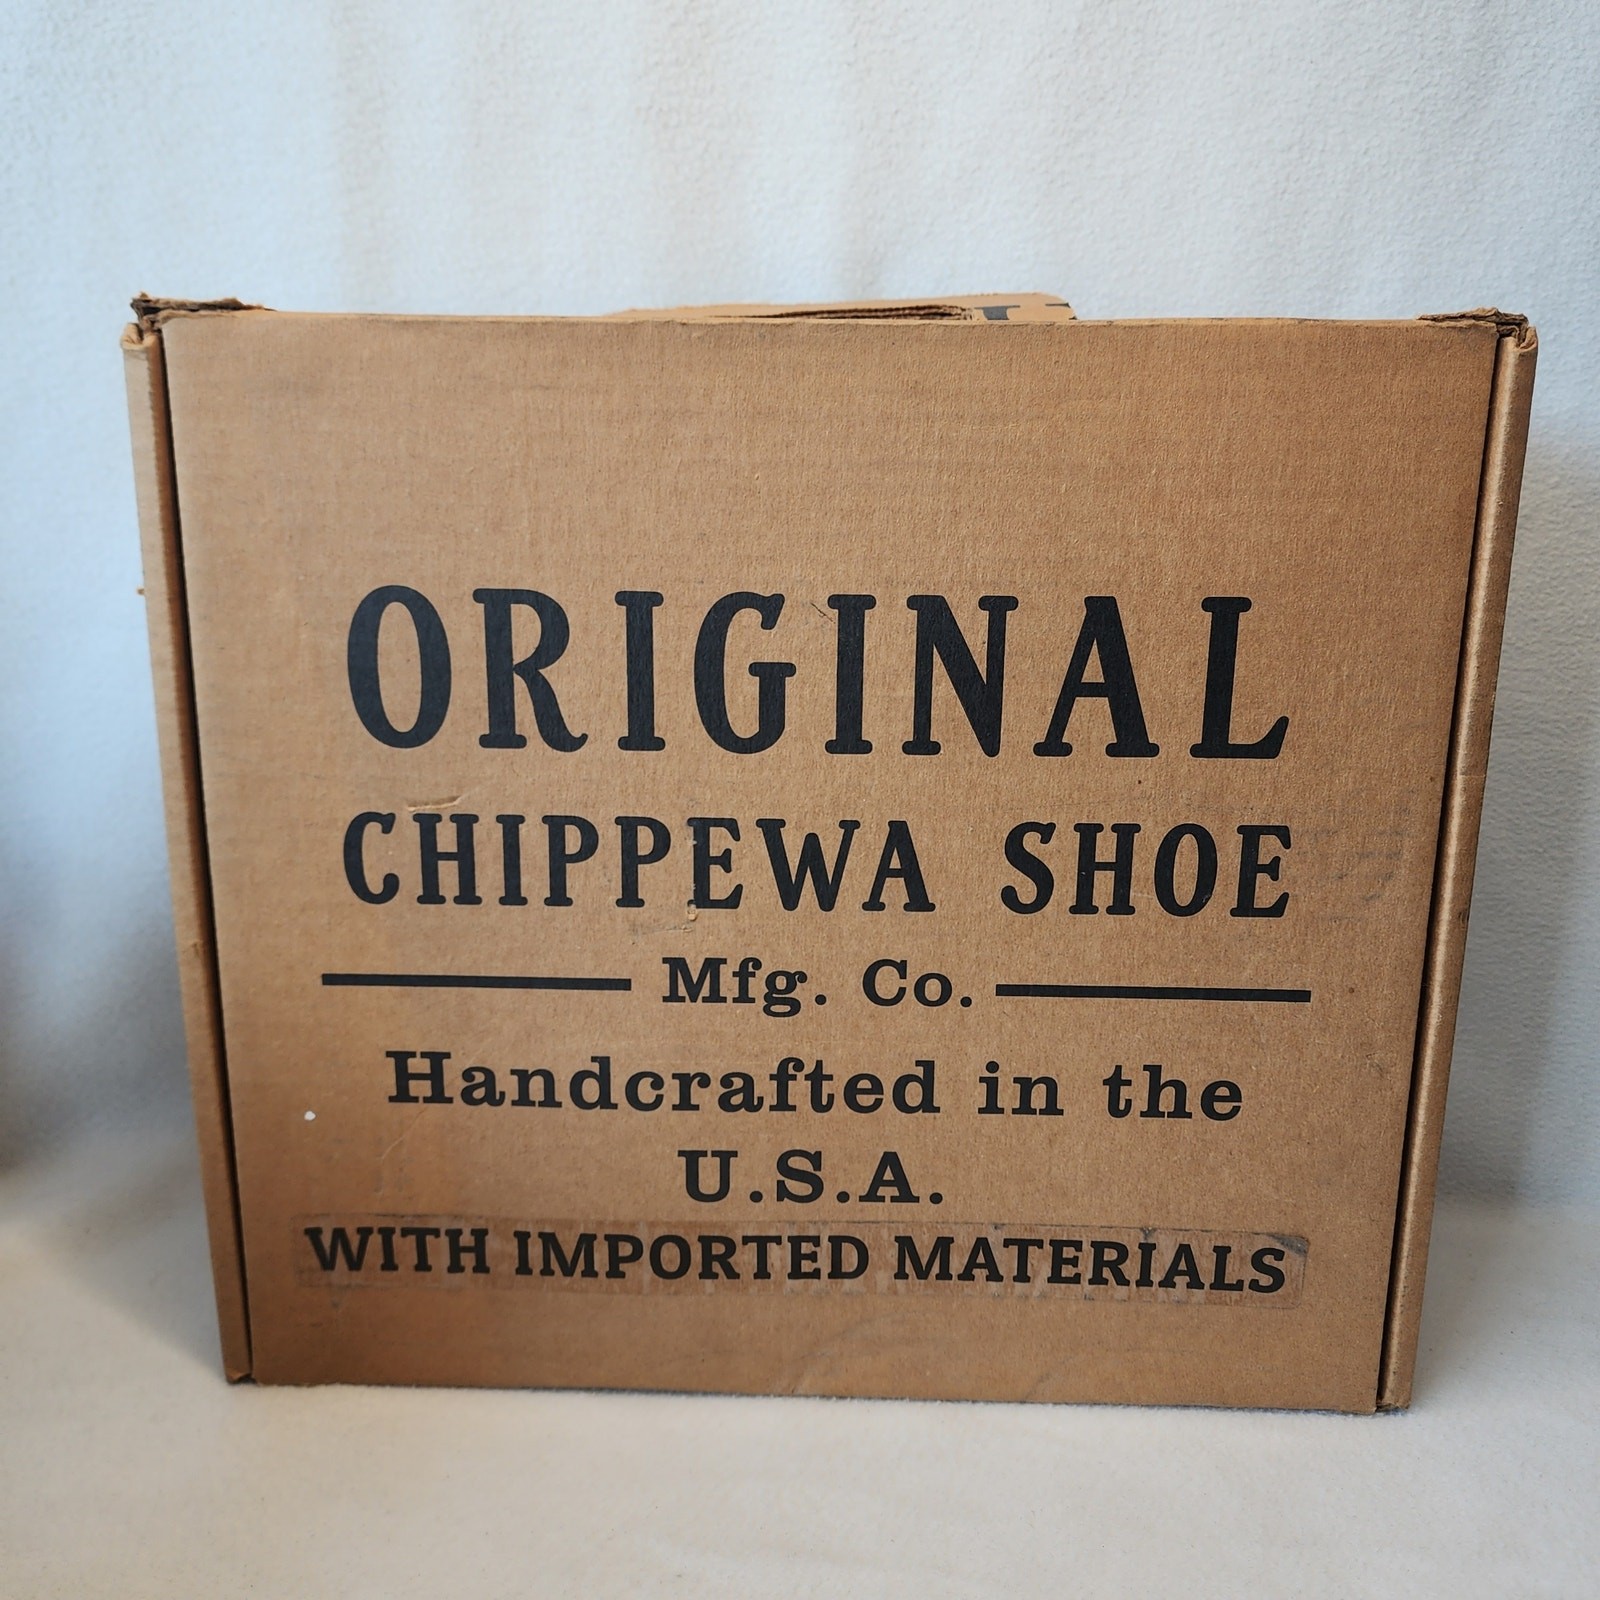 ORIGINAL
CHIPPEWA SHOE
Mfg. Co.
Handcrafted in the
U.S.A.
WITH IMPORTED MATERIALS